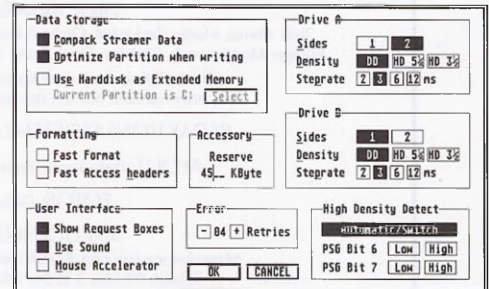 Data Storage
Compack Streamer Data
Optimize Partition when writing
Use Harddisk as Extended Memory
Current Partition is C: Select
Drive A
Sides 1 2
Density DD HD 5¼ HD 3½
Steprate 2 3 6 12 ms
Drive B
Sides 1 2
Density DD HD 5¼ HD 3½
Steprate 2 3 6 12 ms
Formatting
Fast Format
Fast Access headers
Accessory
Reserve
45__ KByte
User Interface
Show Request Boxes
Use Sound
Mouse Accelerator
Error
- 04 + Retries
OK CANCEL
High Density Detect
Automatic/Switch
PSG Bit 6 Low High
PSG Bit 7 Low High